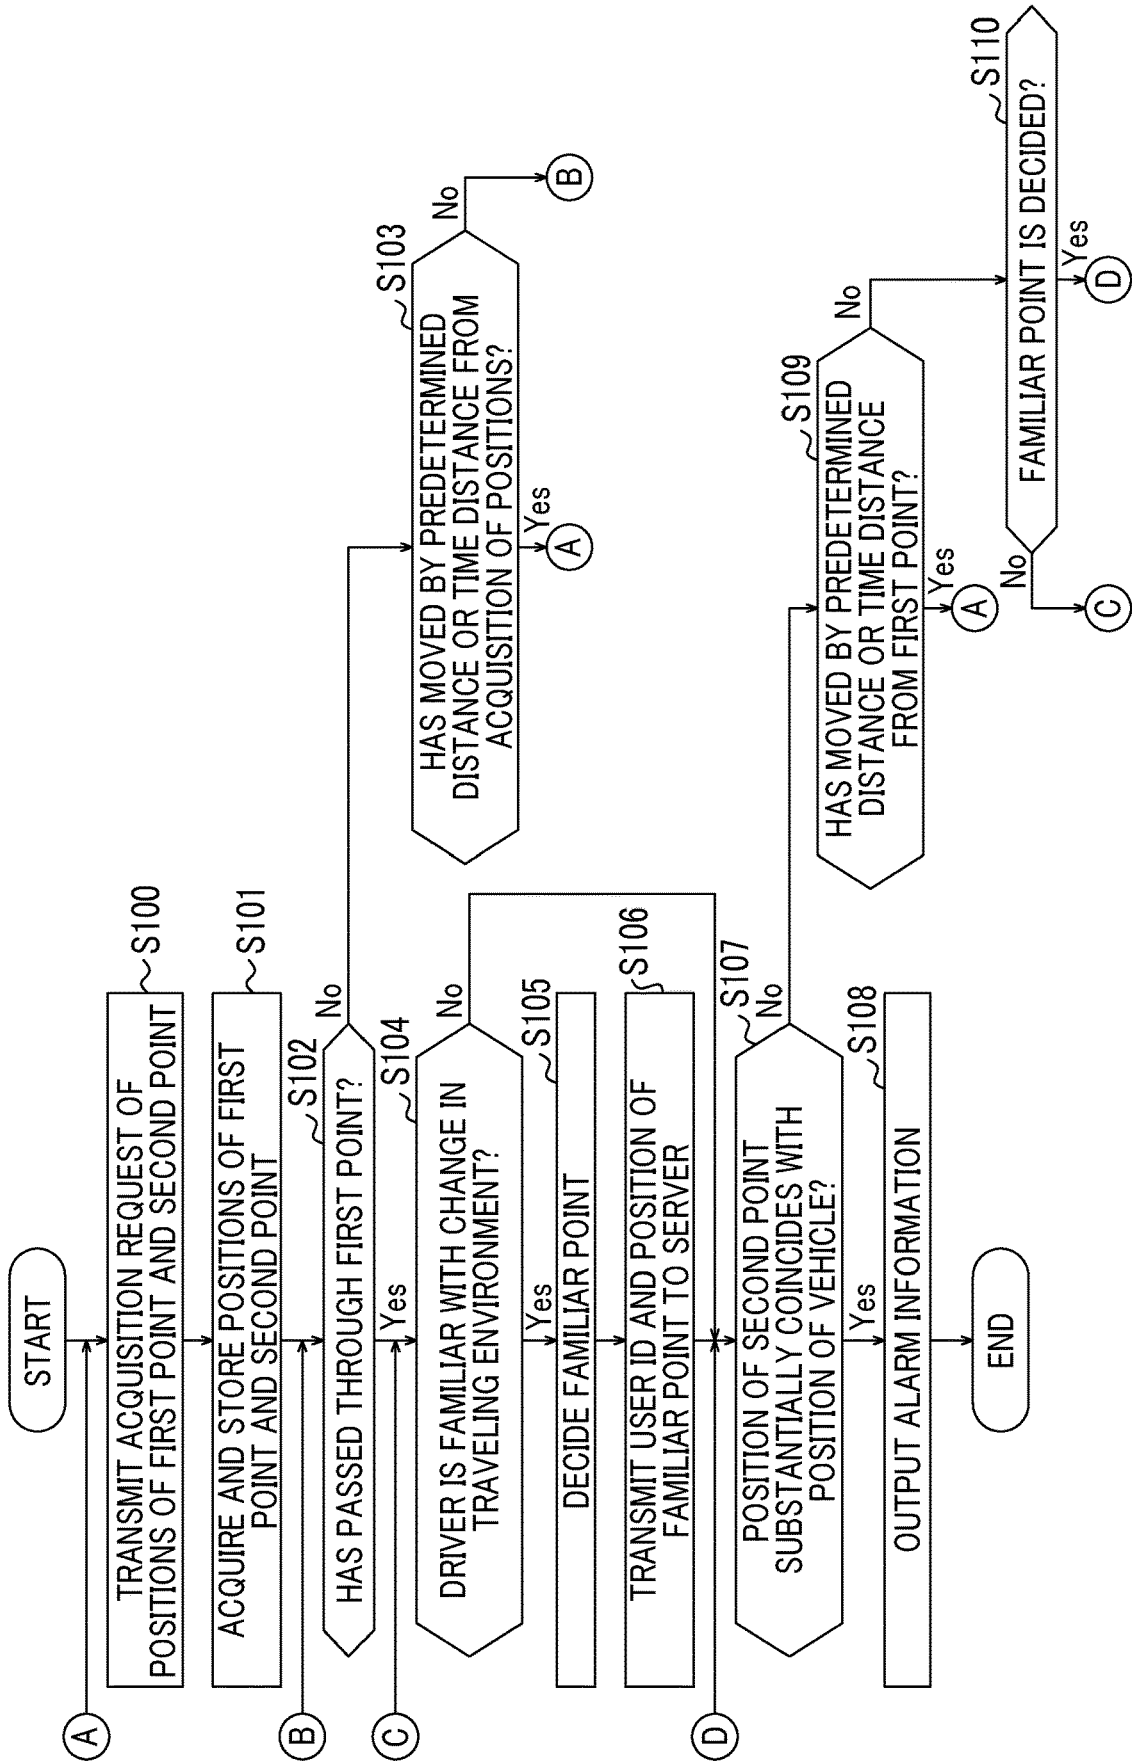 START
A
TRANSMIT ACQUISITION REQUEST OF
POSITIONS OF FIRST POINT AND SECOND POINT
S100
ACQUIRE AND STORE POSITIONS OF FIRST
POINT AND SECOND POINT
S101
B
HAS PASSED THROUGH FIRST POINT?
S102
No
Yes
HAS MOVED BY PREDETERMINED
DISTANCE OR TIME DISTANCE FROM
ACQUISITION OF POSITIONS?
S103
No
B
Yes
A
C
DRIVER IS FAMILIAR WITH CHANGE IN
TRAVELING ENVIRONMENT?
S104
No
Yes
DECIDE FAMILIAR POINT
S105
TRANSMIT USER ID AND POSITION OF
FAMILIAR POINT TO SERVER
S106
D
POSITION OF SECOND POINT
SUBSTANTIALLY COINCIDES WITH
POSITION OF VEHICLE?
S107
No
Yes
OUTPUT ALARM INFORMATION
S108
END
HAS MOVED BY PREDETERMINED
DISTANCE OR TIME DISTANCE
FROM FIRST POINT?
S109
No
Yes
A
FAMILIAR POINT IS DECIDED?
S110
No
C
Yes
D